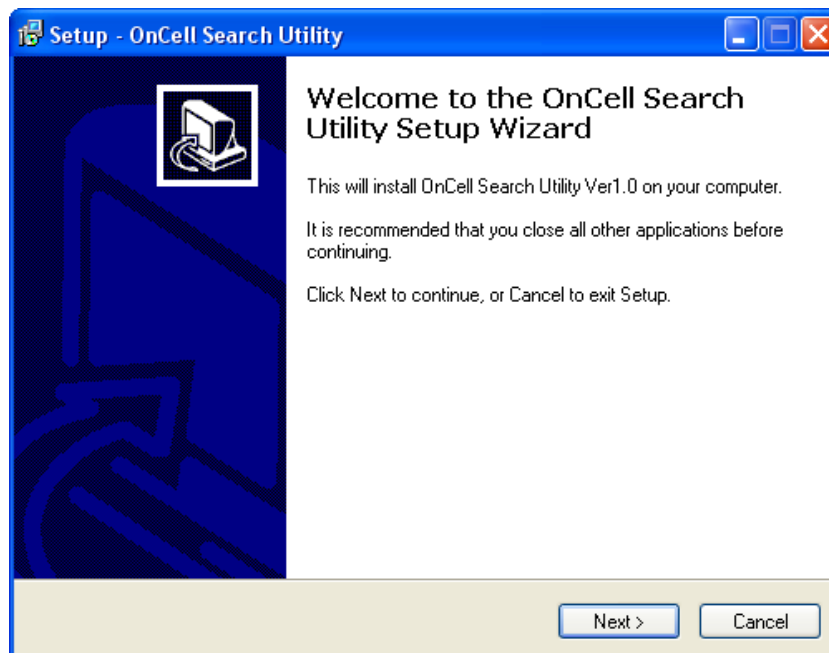 Setup - OnCell Search Utility
Welcome to the OnCell Search
Utility Setup Wizard
This will install OnCell Search Utility Ver1.0 on your computer.
It is recommended that you close all other applications before
continuing.
Click Next to continue, or Cancel to exit Setup.
Next >
Cancel